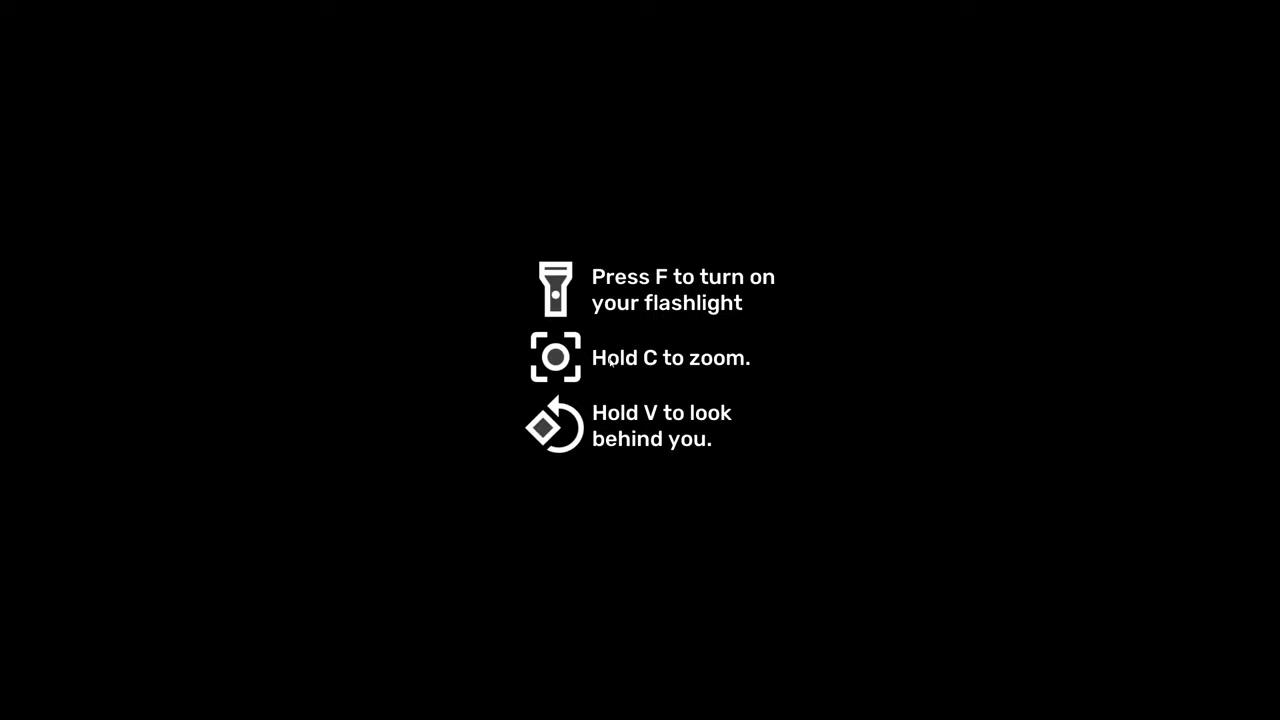 Press F to turn on
your flashlight
Hold C to zoom.
Hold V to look
behind you.